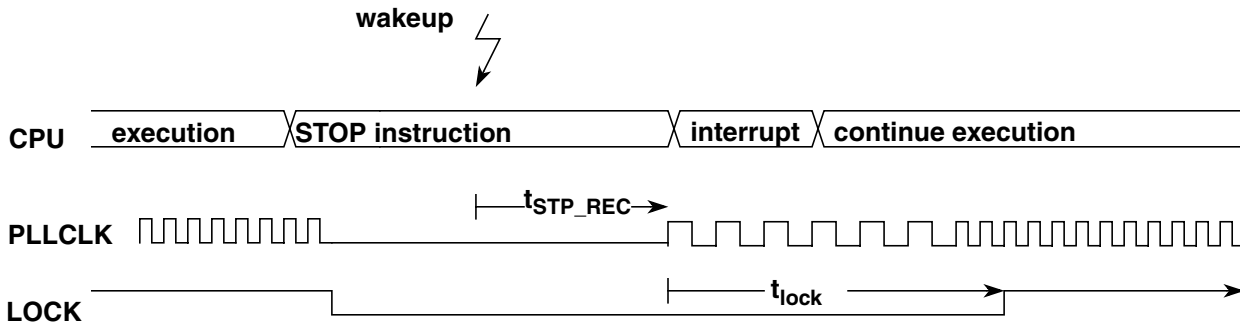 wakeup
CPU execution STOP instruction interrupt continue execution
tSTP_REC
PLLCLK
tlock
LOCK